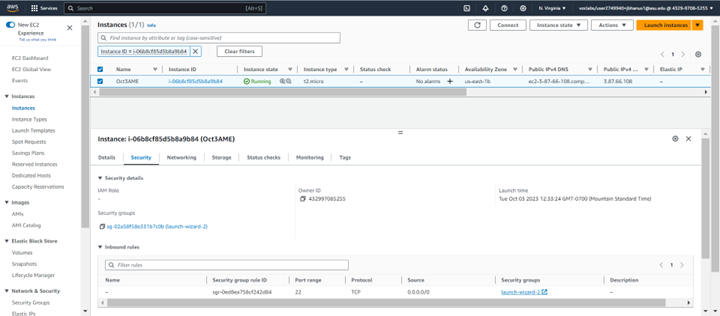 aws
Services
Search
[Alt+S]
N. Virginia
voclabs/user2749940=jbharuni1@asu.edu @ 4329-9708-5255
New EC2
Experience
Tell us what you think
EC2 Dashboard
EC2 Global View
Events
Instances
Instances
Instance Types
Launch Templates
Spot Requests
Savings Plans
Reserved Instances
Dedicated Hosts
Capacity Reservations
Images
AMIs
AMI Catalog
Elastic Block Store
Volumes
Snapshots
Lifecycle Manager
Network & Security
Security Groups
Elastic IPs
Instances (1/1) Info
Connect
Instance state
Actions
Launch instances
Find instance by attribute or tag (case-sensitive)
Instance ID = i-06b8cf85d5b8a9b84
Clear filters
1
Name Instance ID Instance state Instance type Status check Alarm status Availability Zone Public IPv4 DNS Public IPv4 ... Elastic IP
Oct3AME i-06b8cf85d5b8a9b84 Running t2.micro – No alarms + us-east-1b ec2-3-87-66-108.comp... 3.87.66.108 –
Instance: i-06b8cf85d5b8a9b84 (Oct3AME)
Details Security Networking Storage Status checks Monitoring Tags
Security details
IAM Role
–
Owner ID
432997085255
Launch time
Tue Oct 03 2023 12:33:24 GMT-0700 (Mountain Standard Time)
Security groups
sg-02a58f58e331b7c0b (launch-wizard-2)
Inbound rules
Filter rules
1
Name Security group rule ID Port range Protocol Source Security groups Description
– sgr-0ed9ea758cf242d84 22 TCP 0.0.0.0/0 launch-wizard-2 –